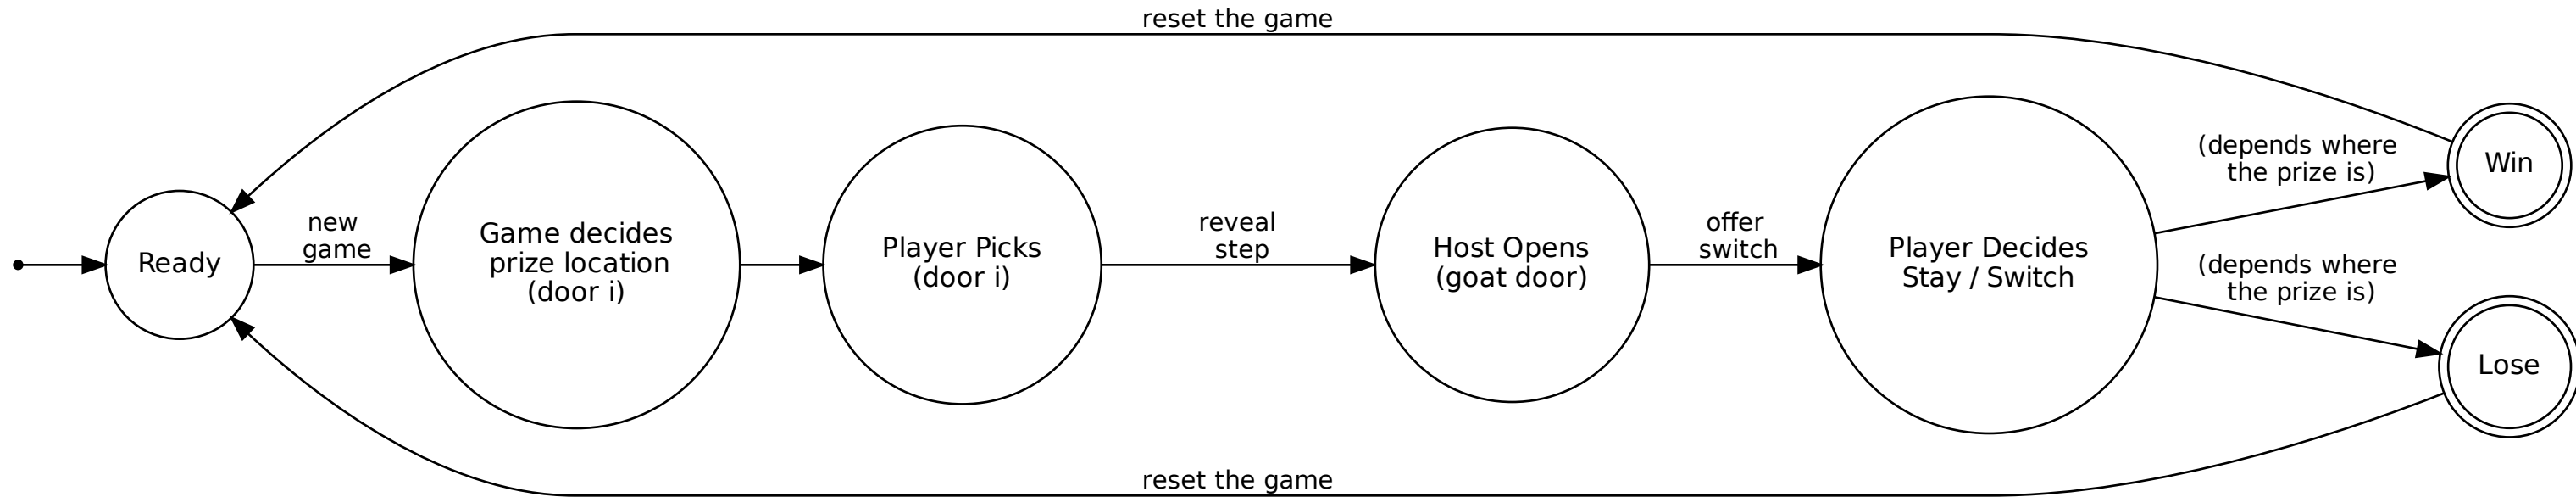 reset the game
Ready
new
game
Game decides
prize location
(door i)
Player Picks
(door i)
reveal
step
Host Opens
(goat door)
offer
switch
Player Decides
Stay / Switch
(depends where
the prize is)
(depends where
the prize is)
Win
Lose
reset the game